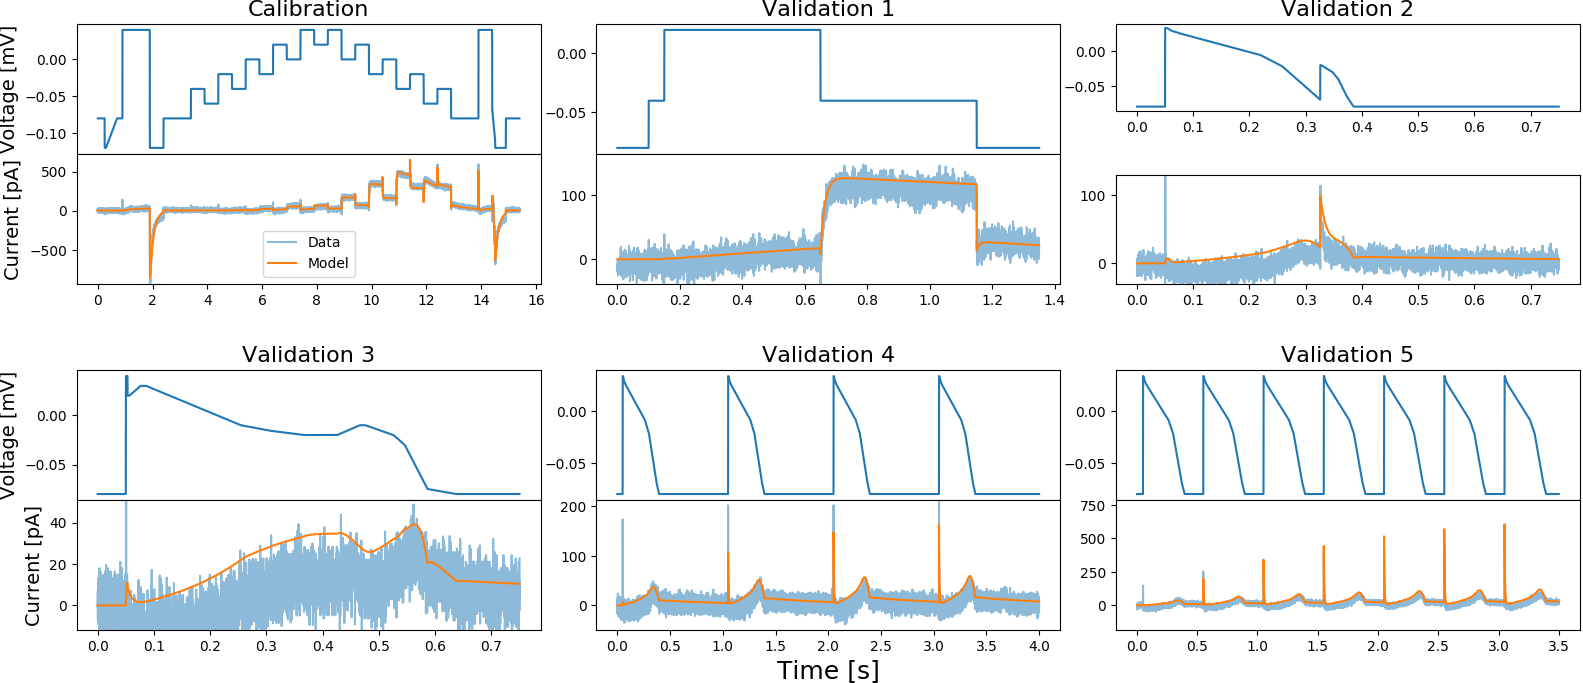 Calibration
Validation 1
Validation 2
Voltage [mV]
0.00
−0.05
−0.10
0.00
−0.05
0.00
−0.05
0.0 0.1 0.2 0.3 0.4 0.5 0.6 0.7
Current [pA]
500
0
−500
Data
Model
0 2 4 6 8 10 12 14 16
100
0
0.0 0.2 0.4 0.6 0.8 1.0 1.2 1.4
100
0
0.0 0.1 0.2 0.3 0.4 0.5 0.6 0.7
Validation 3
Validation 4
Validation 5
Voltage [mV]
0.00
−0.05
0.00
−0.05
0.00
−0.05
Current [pA]
40
20
0
0.0 0.1 0.2 0.3 0.4 0.5 0.6 0.7
200
100
0
0.0 0.5 1.0 1.5 2.0 2.5 3.0 3.5 4.0
750
500
250
0
0.0 0.5 1.0 1.5 2.0 2.5 3.0 3.5
Time [s]